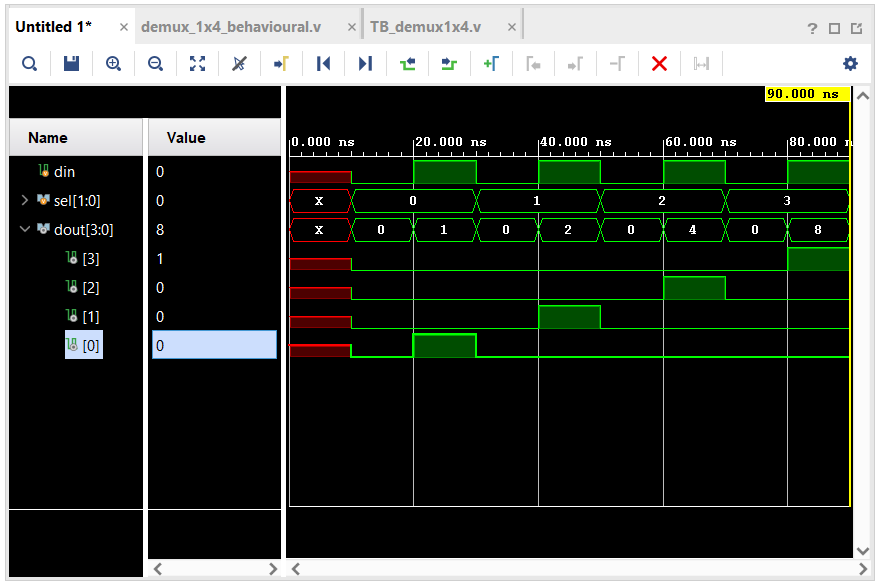 Untitled 1* × demux_1x4_behavioural.v × TB_demux1x4.v × ?
90.000 ns
Name Value 0.000 ns 20.000 ns 40.000 ns 60.000 ns 80.000 n
din 0
sel[1:0] 0 X 0 1 2 3
dout[3:0] 8 X 0 1 0 2 0 4 0 8
[3] 1
[2] 0
[1] 0
[0] 0